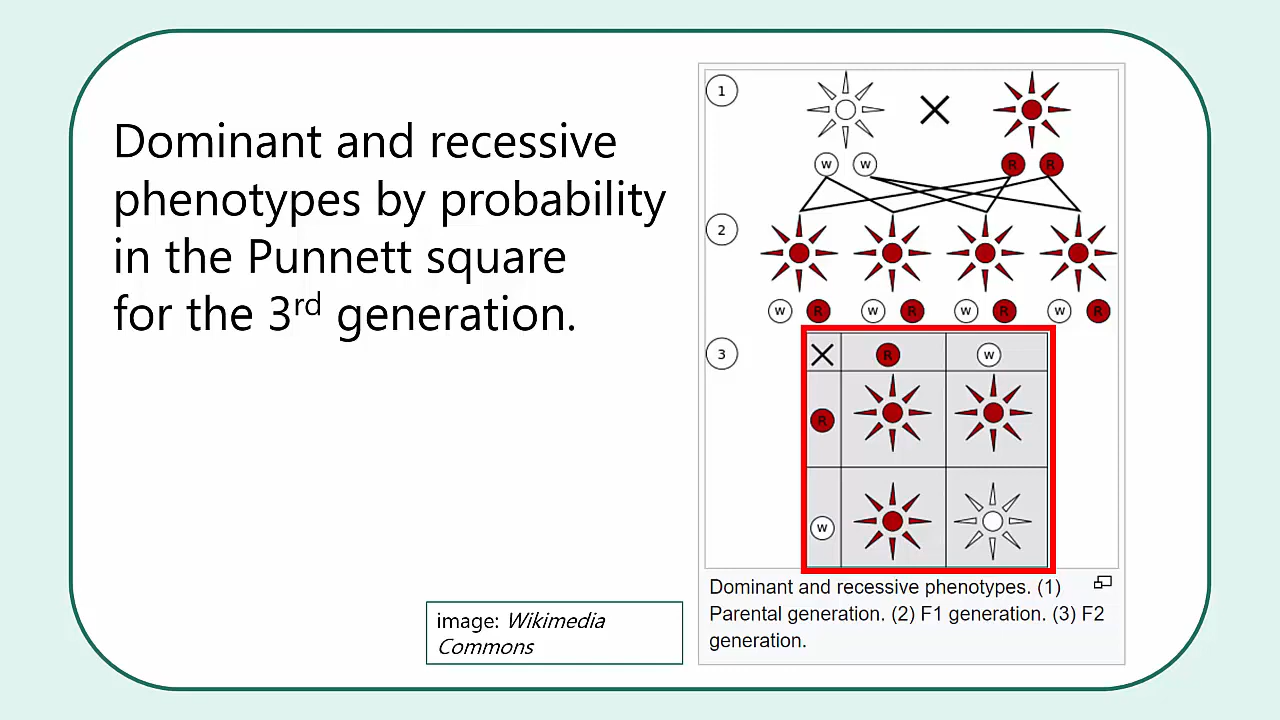 Dominant and recessive
phenotypes by probability
in the Punnett square
for the 3rd generation.
image: Wikimedia
Commons
1
w w R R
2
w R w R w R w R
3
R w
R
w
Dominant and recessive phenotypes. (1)
Parental generation. (2) F1 generation. (3) F2
generation.